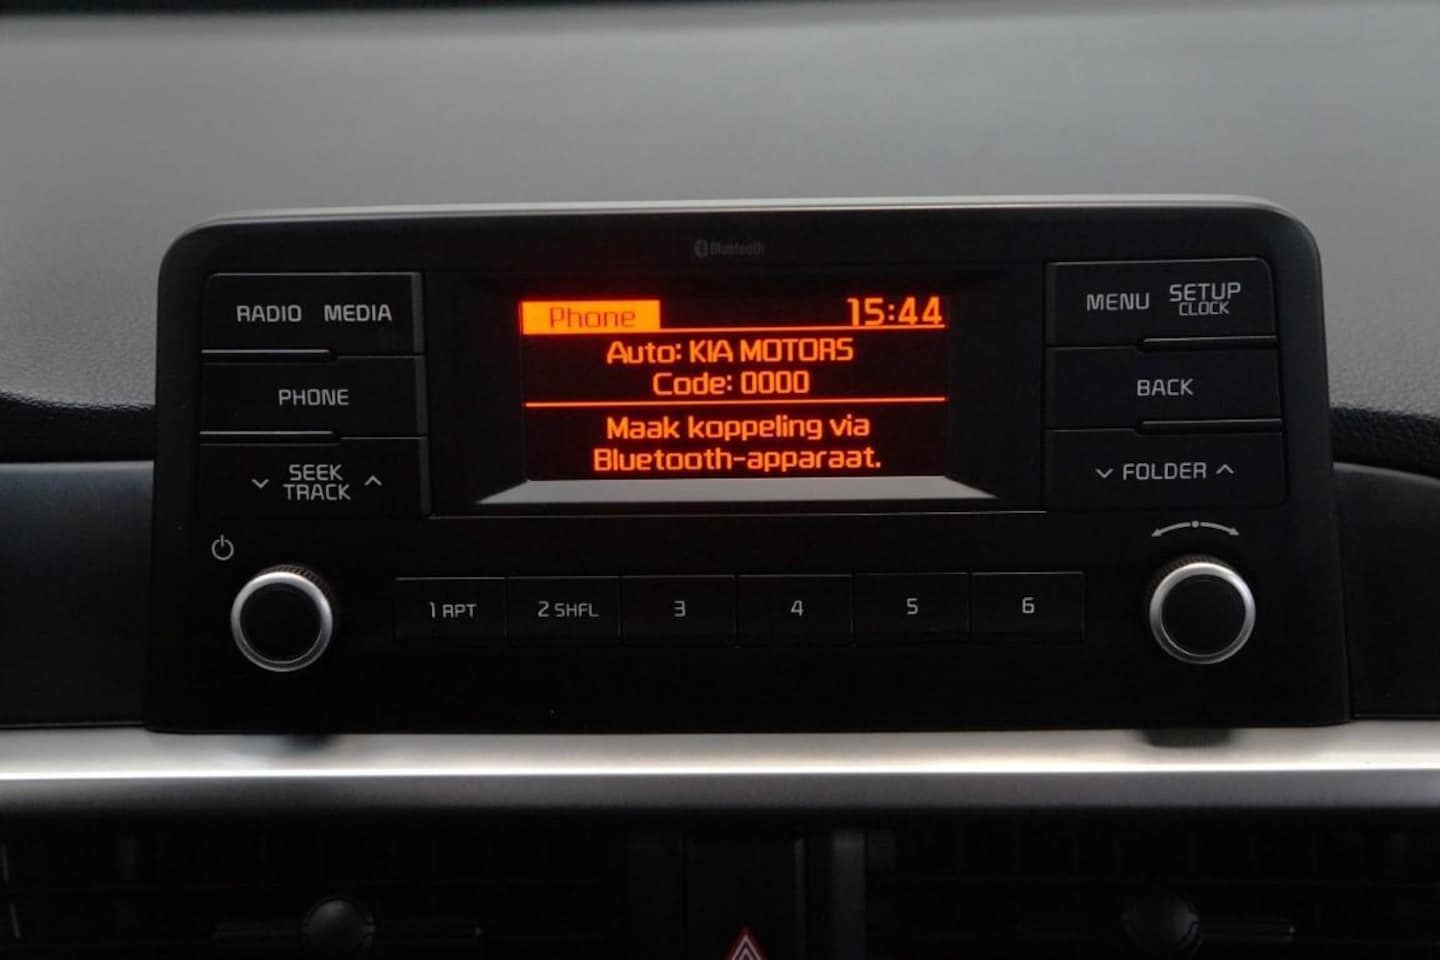 Bluetooth
RADIO MEDIA
PHONE
SEEK
TRACK
Phone 15:44
Auto: KIA MOTORS
Code: 0000
Maak koppeling via
Bluetooth-apparaat.
MENU SETUP
CLOCK
BACK
FOLDER
1 RPT 2 SHFL 3 4 5 6